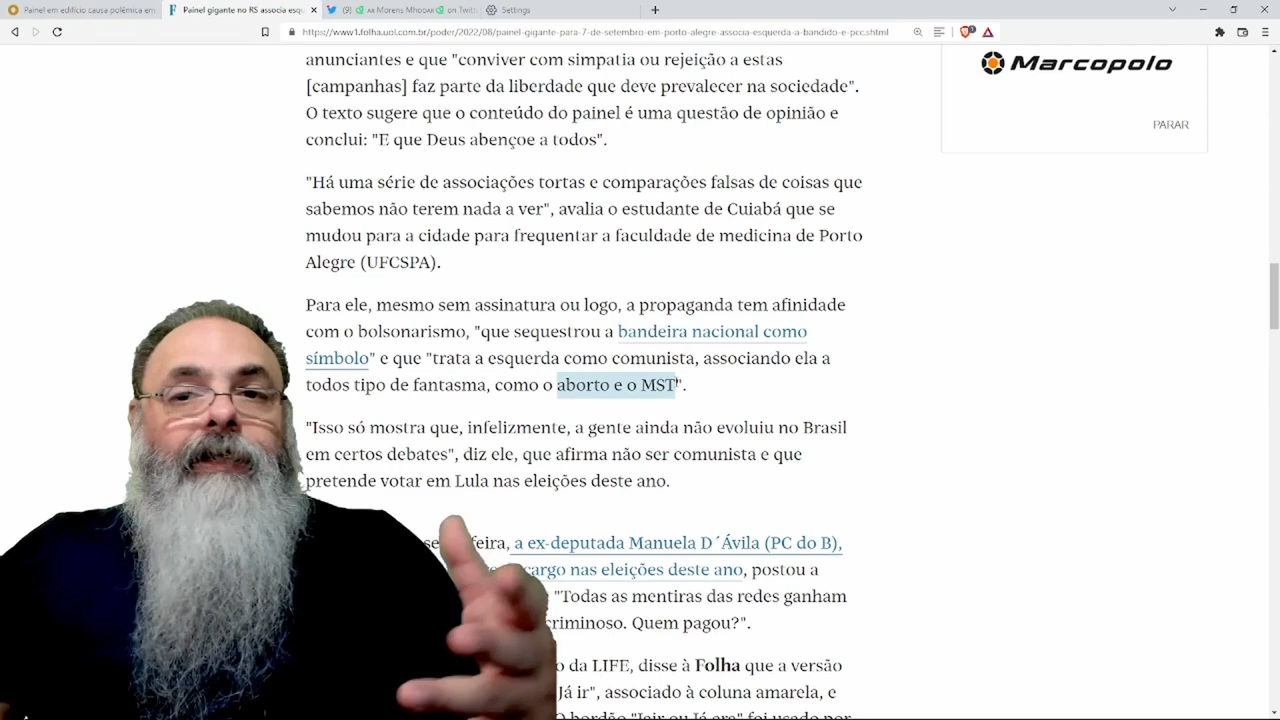 Painel em edifício causa polêmica em
Painel gigante no RS associa esqu
on Twitt
Settings
https://www1.folha.uol.com.br/poder/2022/08/painel-gigante-para-7-de-setembro-em-porto-alegre-associa-esquerda-a-bandido-e-pcc.shtml
Marcopolo
PARAR
anunciantes e que "conviver com simpatia ou rejeição a estas
[campanhas] faz parte da liberdade que deve prevalecer na sociedade".
O texto sugere que o conteúdo do painel é uma questão de opinião e
conclui: "E que Deus abençoe a todos".
"Há uma série de associações tortas e comparações falsas de coisas que
sabemos não terem nada a ver", avalia o estudante de Cuiabá que se
mudou para a cidade para frequentar a faculdade de medicina de Porto
Alegre (UFCSPA).
Para ele, mesmo sem assinatura ou logo, a propaganda tem afinidade
com o bolsonarismo, "que sequestrou a bandeira nacional como
símbolo" e que "trata a esquerda como comunista, associando ela a
todos tipo de fantasma, como o aborto e o MST".
"Isso só mostra que, infelizmente, a gente ainda não evoluiu no Brasil
em certos debates", diz ele, que afirma não ser comunista e que
pretende votar em Lula nas eleições deste ano.
feira, a ex-deputada Manuela D´Ávila (PC do B),
cargo nas eleições deste ano, postou a
"Todas as mentiras das redes ganham
criminoso. Quem pagou?".
da LIFE, disse à Folha que a versão
Já ir", associado à coluna amarela, e
O bordão "Jair ou Já era" foi usado por